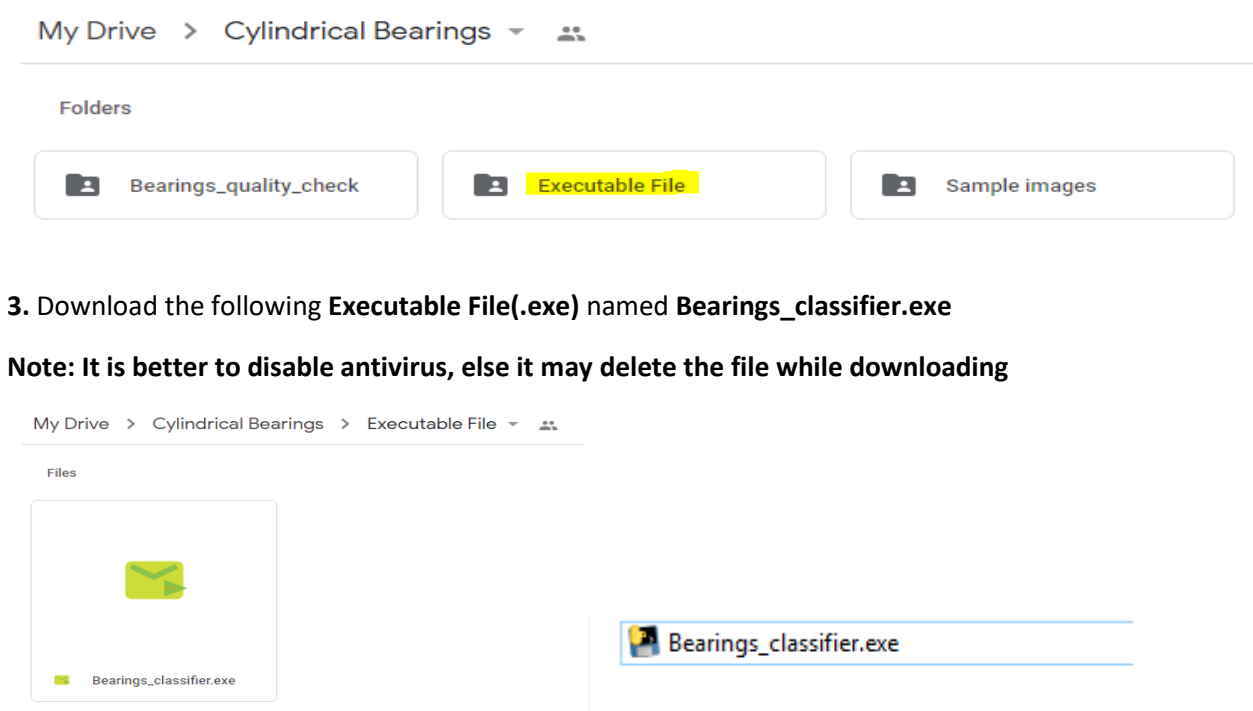 My Drive > Cylindrical Bearings
Folders
Bearings_quality_check
Executable File
Sample images
3. Download the following Executable File(.exe) named Bearings_classifier.exe
Note: It is better to disable antivirus, else it may delete the file while downloading
My Drive > Cylindrical Bearings > Executable File
Files
Bearings_classifier.exe
Bearings_classifier.exe